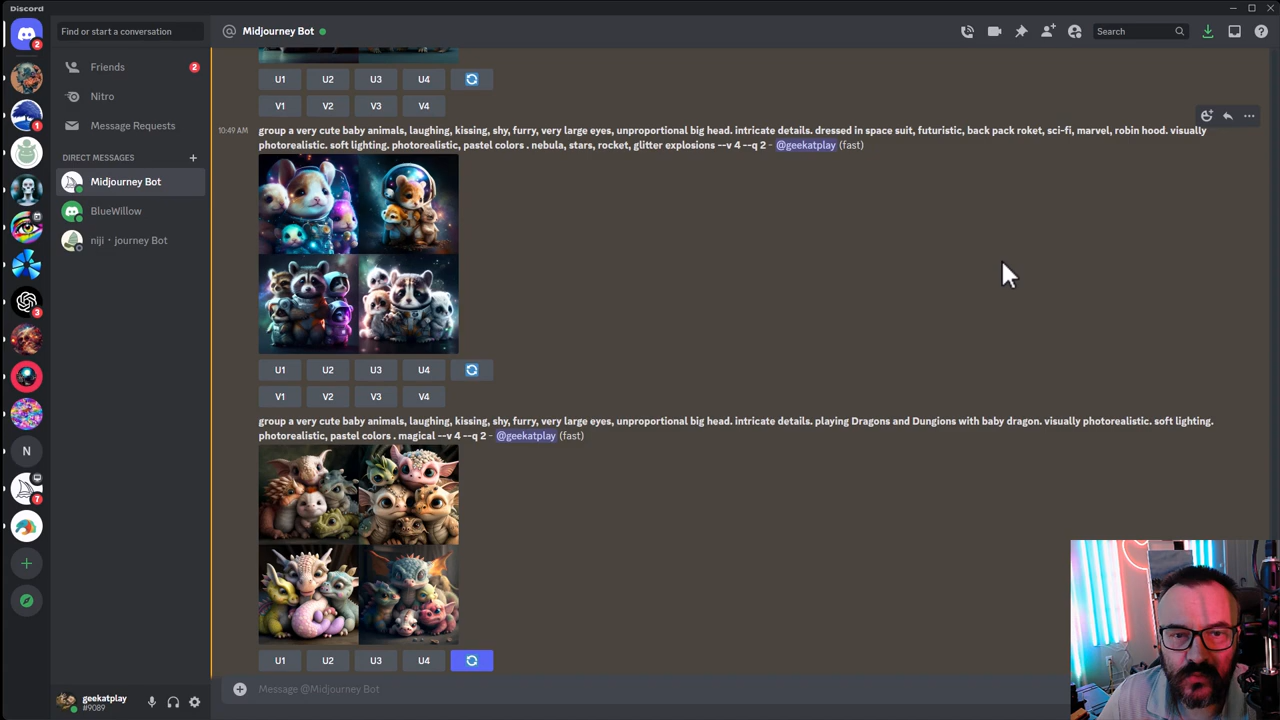 Discord
Find or start a conversation
Midjourney Bot
Search
2
Friends
2
Nitro
Message Requests
DIRECT MESSAGES
Midjourney Bot
BlueWillow
niji・journey Bot
1
3
N
7
U1 U2 U3 U4
V1 V2 V3 V4
10:49 AM
group a very cute baby animals, laughing, kissing, shy, furry, very large eyes, unproportional big head. intricate details. dressed in space suit, futuristic, back pack roket, sci-fi, marvel, robin hood. visually
photorealistic. soft lighting. photorealistic, pastel colors . nebula, stars, rocket, glitter explosions --v 4 --q 2 - @geekatplay (fast)
U1 U2 U3 U4
V1 V2 V3 V4
group a very cute baby animals, laughing, kissing, shy, furry, very large eyes, unproportional big head. intricate details. playing Dragons and Dungions with baby dragon. visually photorealistic. soft lighting.
photorealistic, pastel colors . magical --v 4 --q 2 - @geekatplay (fast)
U1 U2 U3 U4
Message @Midjourney Bot
geekatplay
#9089